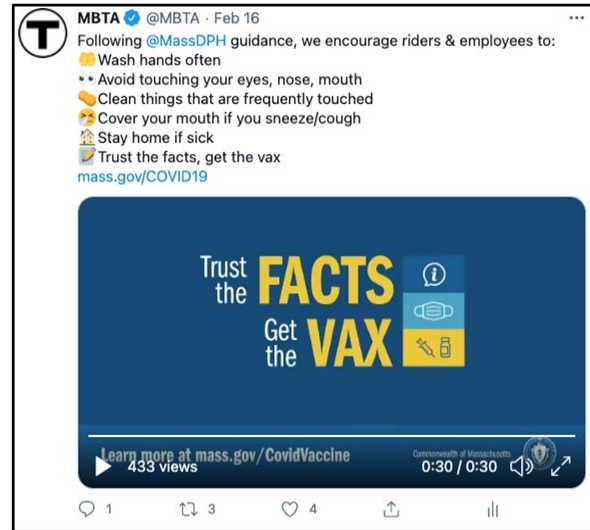 T
MBTA @MBTA · Feb 16
Following @MassDPH guidance, we encourage riders & employees to:
Wash hands often
Avoid touching your eyes, nose, mouth
Clean things that are frequently touched
Cover your mouth if you sneeze/cough
Stay home if sick
Trust the facts, get the vax
mass.gov/COVID19
Trust the FACTS
Get the VAX
Learn more at mass.gov/CovidVaccine
Commonwealth of Massachusetts
433 views
0:30 / 0:30
1 3 4